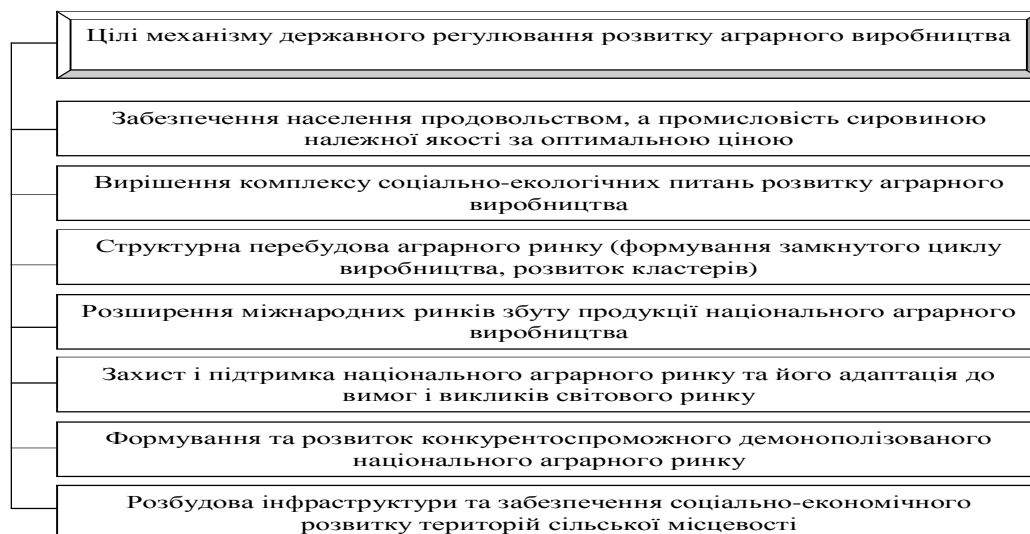 Цілі механізму державного регулювання розвитку аграрного виробництва
Забезпечення населення продовольством, а промисловість сировиною
належної якості за оптимальною ціною
Вирішення комплексу соціально-екологічних питань розвитку аграрного
виробництва
Структурна перебудова аграрного ринку (формування замкнутого циклу
виробництва, розвиток кластерів)
Розширення міжнародних ринків збуту продукції національного аграрного
виробництва
Захист і підтримка національного аграрного ринку та його адаптація до
вимог і викликів світового ринку
Формування та розвиток конкурентоспроможного демонополізованого
національного аграрного ринку
Розбудова інфраструктури та забезпечення соціально-економічного
розвитку територій сільської місцевості